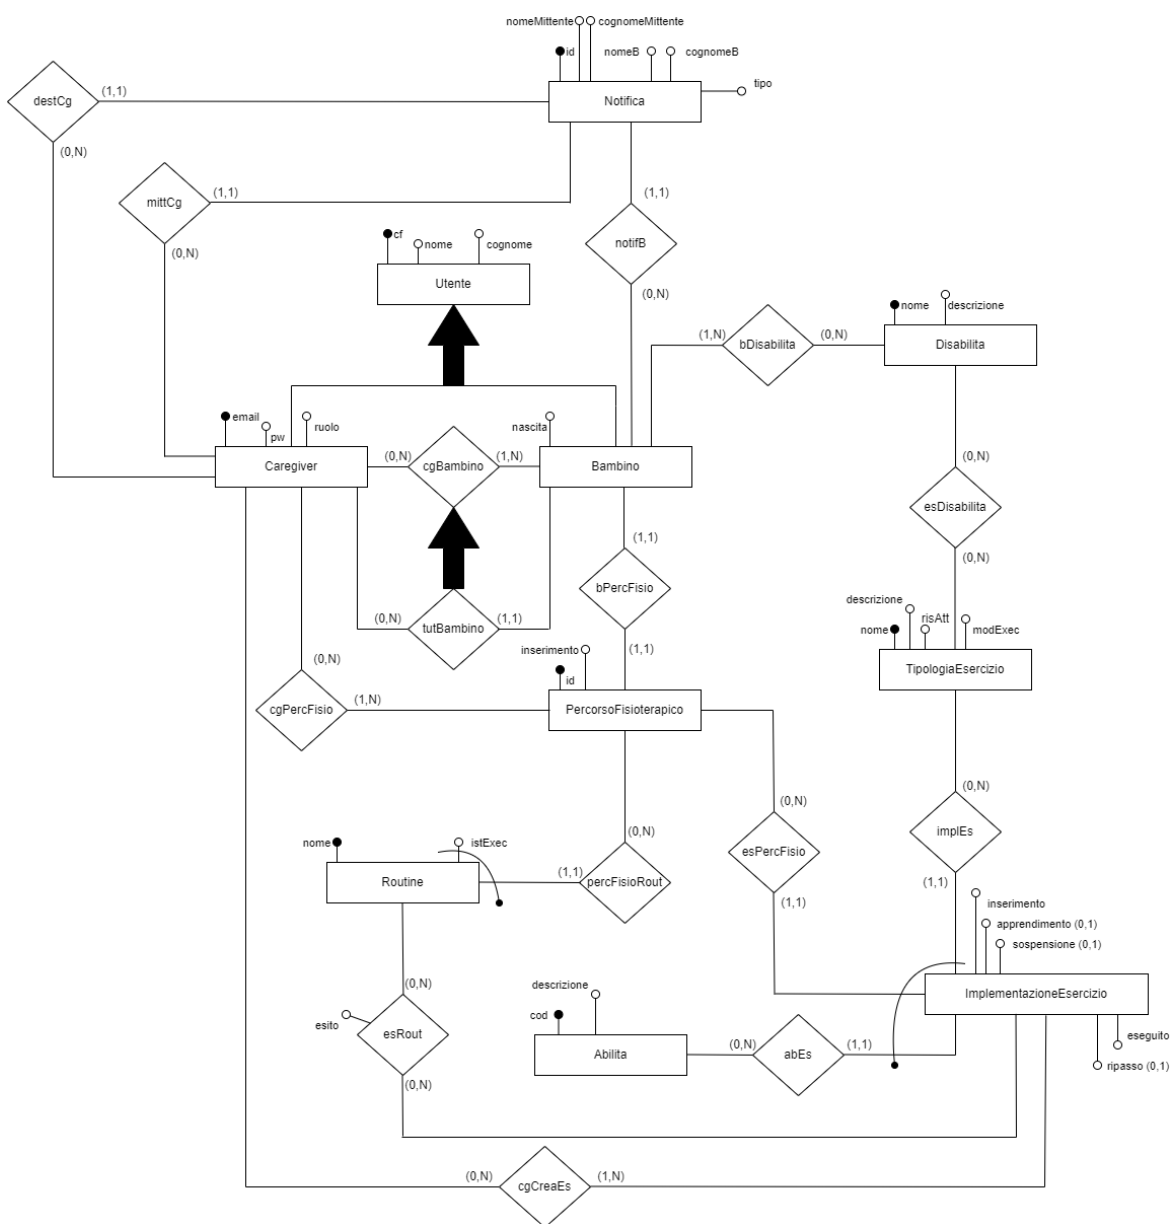 nomeMittente cognomeMittente
id nomeB cognomeB
tipo
Notifica
destCg (1,1)
(0,N)
mittCg (1,1) (1,1)
(0,N)
notifB
cf nome cognome
Utente
(0,N)
nome descrizione
(1,N) bDisabilita (0,N) Disabilita
email pw ruolo
nascita
Caregiver (0,N) cgBambino (1,N) Bambino
(0,N)
esDisabilita
(1,1)
(0,N)
bPercFisio
descrizione
risAtt
nome modExec
(0,N) tutBambino (1,1)
(1,1)
inserimento
id
TipologiaEsercizio
(0,N)
cgPercFisio (1,N) PercorsoFisioterapico
(0,N)
(0,N)
(0,N)
implEs
nome istExec
esPercFisio
Routine (1,1) percFisioRout
(1,1)
(1,1)
inserimento
apprendimento (0,1)
sospensione (0,1)
(0,N)
descrizione
ImplementazioneEsercizio
esito esRout
cod
Abilita (0,N) abEs (1,1)
eseguito
ripasso (0,1)
(0,N)
(0,N) cgCreaEs (1,N)